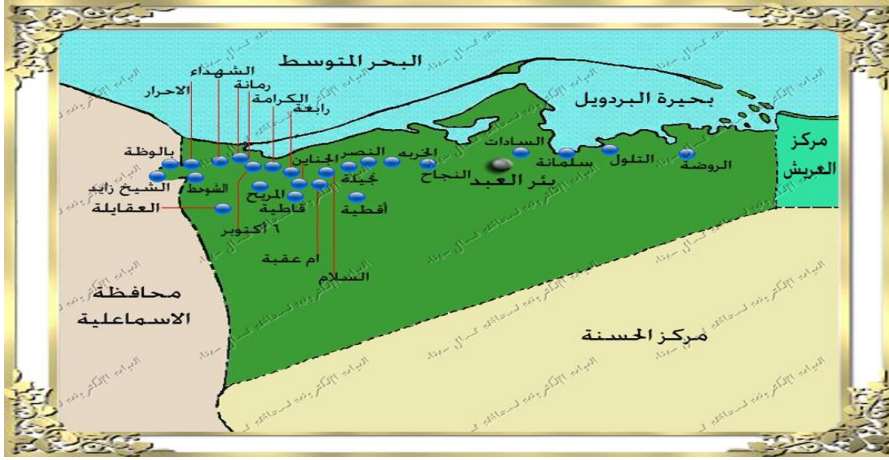 البحر المتوسط
بحيرة البردويل
مركز
العريش
الشهداء
رمانة
الاحرار
الكرامة
رابعة
بالوظة
الشيخ زايد
الشوحط
العقايلة
٦ أكتوبر
المريح
قاطية
ام عقبة
السلام
الجناين
النصر
نجيلة
أقطية
الخربه
النجاح
السادات
بئر العبد
سلمانة
التلول
الروضة
محافظة
الاسماعلية
مركز الحسنة